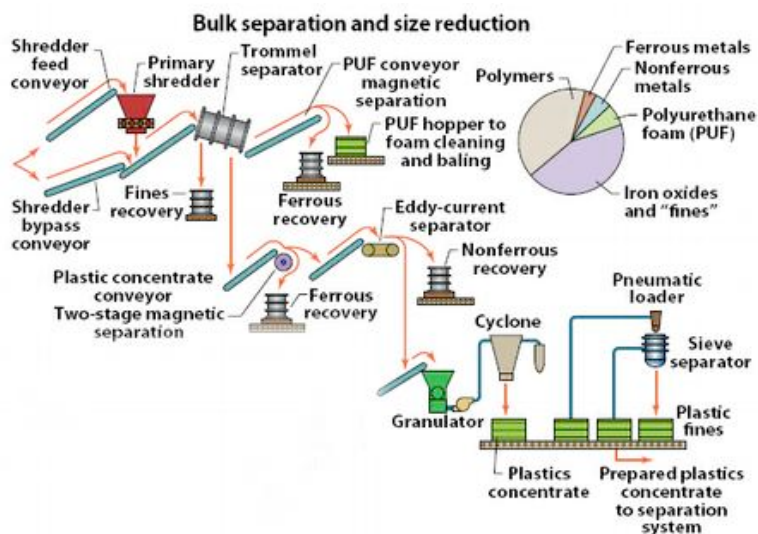 Bulk separation and size reduction
Shredder
feed
conveyor
Primary
shredder
Trommel
separator
PUF conveyor
magnetic
separation
PUF hopper to
foam cleaning
and baling
Ferrous metals
Nonferrous
metals
Polymers
Polyurethane
foam (PUF)
Iron oxides
and "fines"
Shredder
bypass
conveyor
Fines
recovery
Ferrous
recovery
Eddy-current
separator
Nonferrous
recovery
Plastic concentrate
conveyor
Two-stage magnetic
separation
Ferrous
recovery
Granulator
Cyclone
Pneumatic
loader
Sieve
separator
Plastic
fines
Plastics
concentrate
Prepared plastics
concentrate
to separation
system